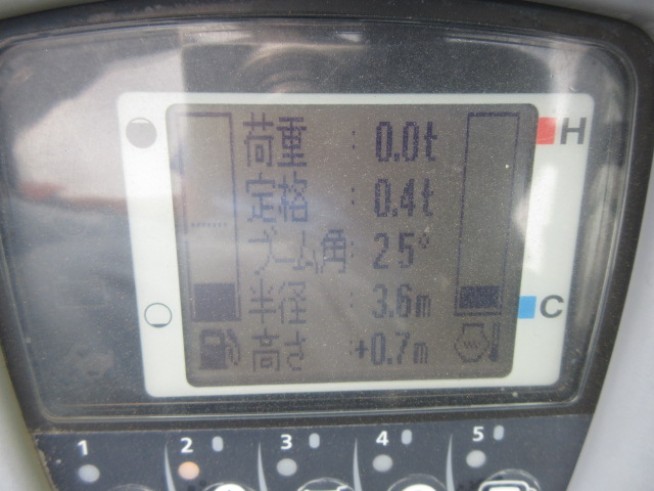 荷重 : 0.0t
定格 : 0.4t
ブーム角: 25°
半径 : 3.6m
高さ :+0.7m
H
C
1 2 3 4 5